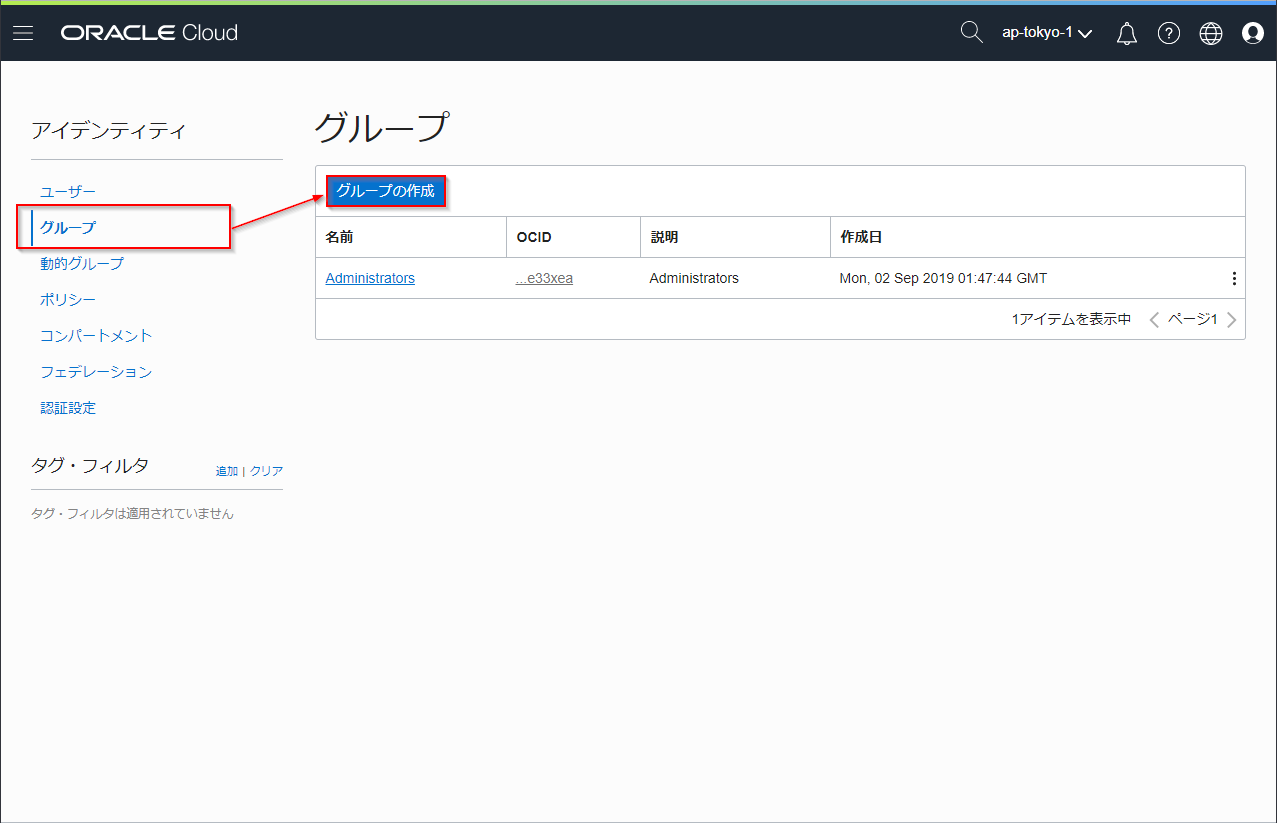 ORACLE Cloud
ap-tokyo-1
アイデンティティ
ユーザー
グループ
動的グループ
ポリシー
コンパートメント
フェデレーション
認証設定
タグ・フィルタ 追加 | クリア
タグ・フィルタは適用されていません
グループ
グループの作成
名前 OCID 説明 作成日
Administrators ...e33xea Administrators Mon, 02 Sep 2019 01:47:44 GMT
1アイテムを表示中 ページ1